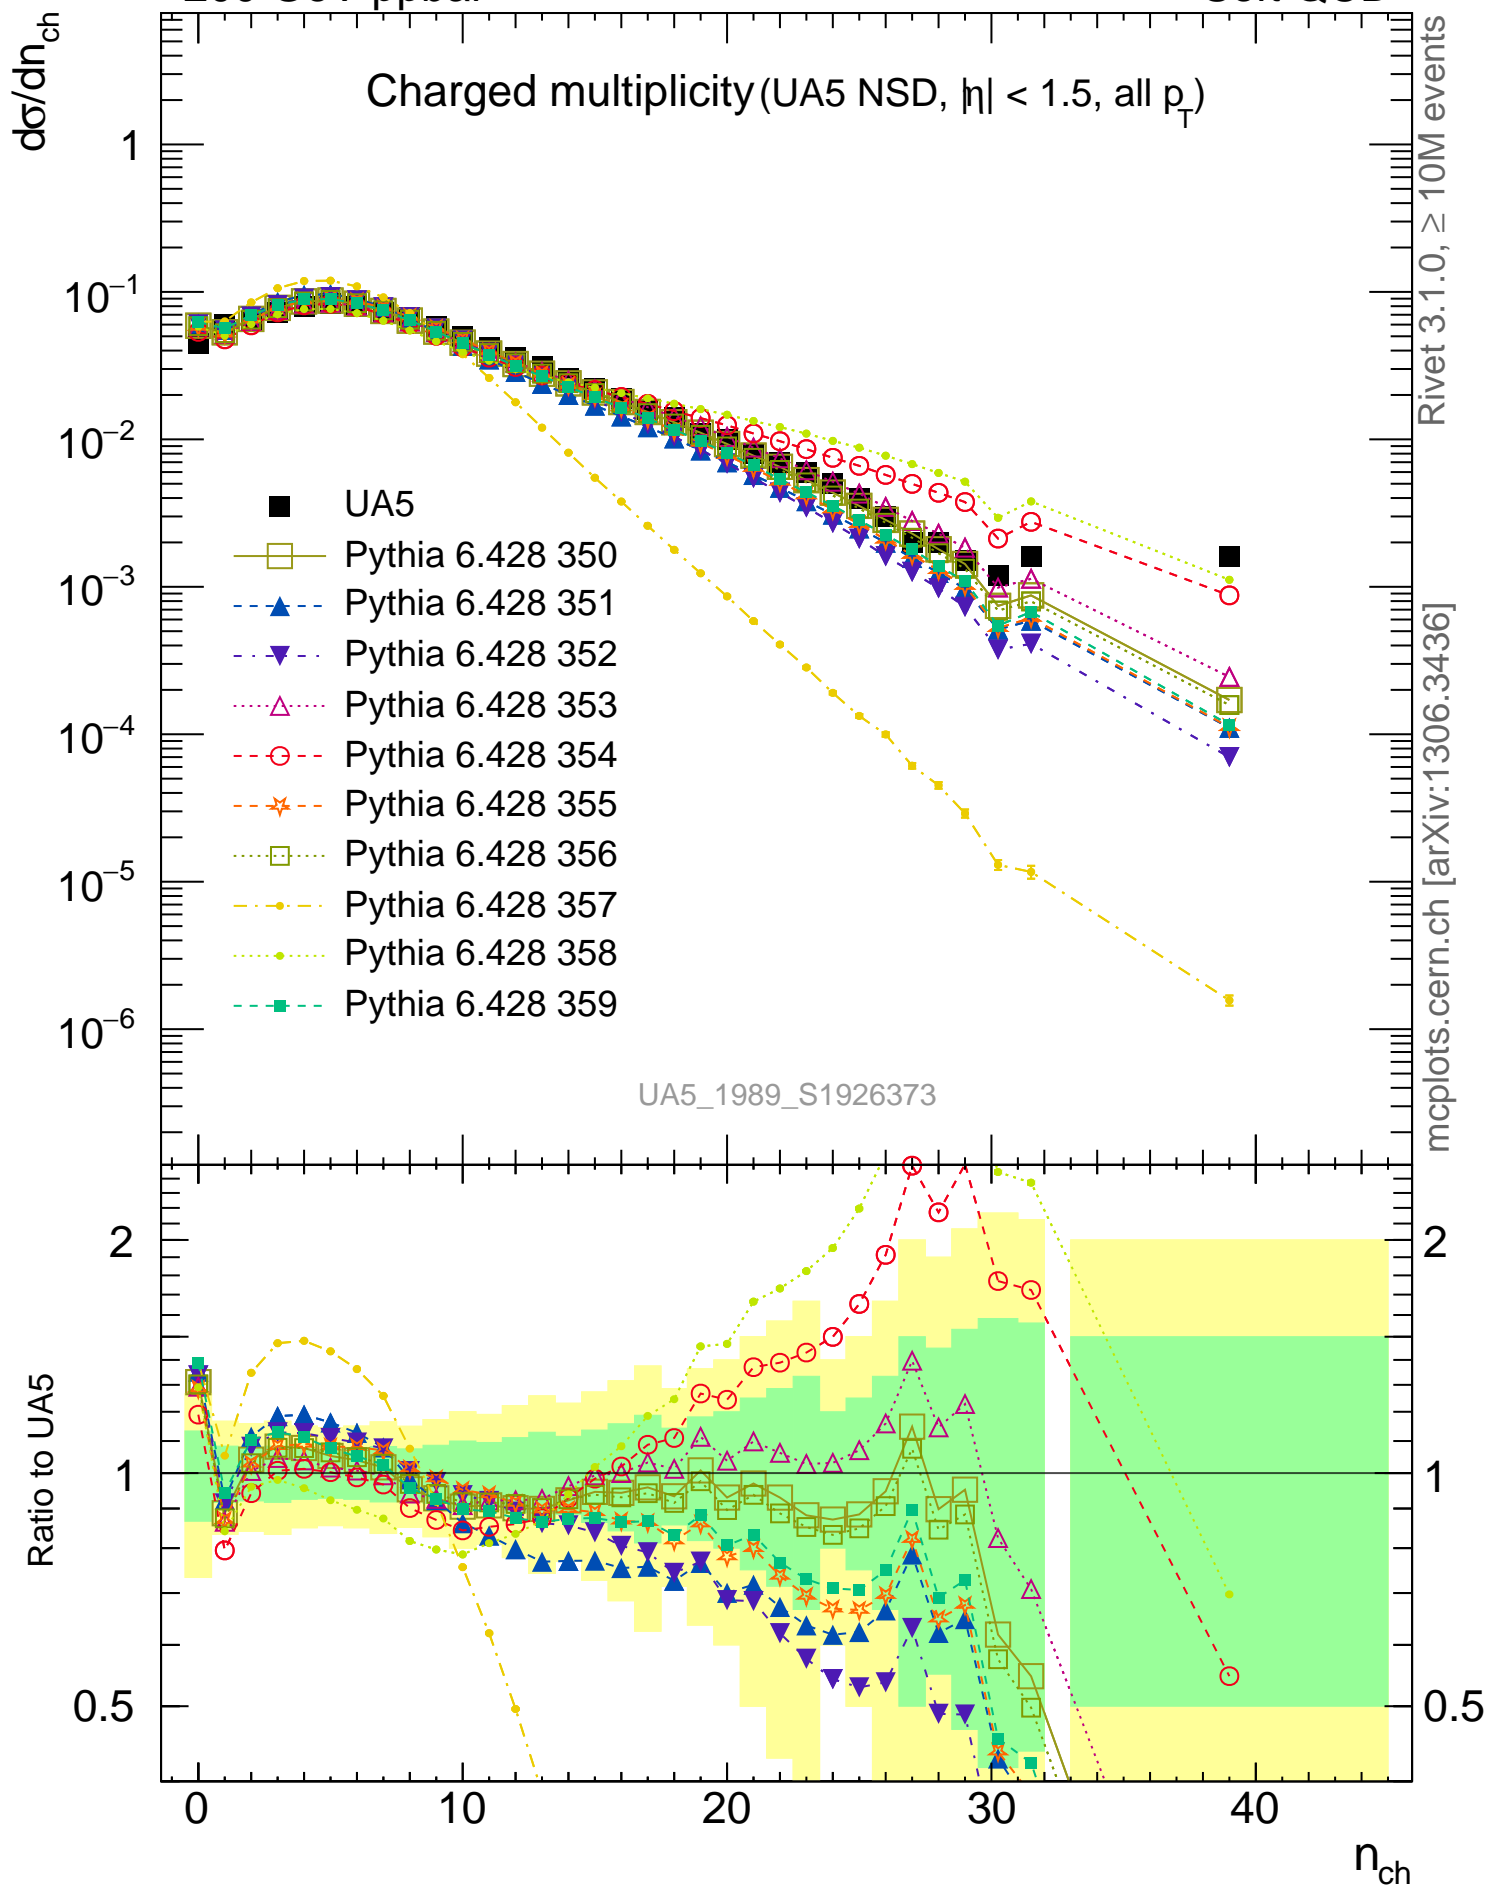 dσ/dn_ch
Charged multiplicity (UA5 NSD, |η| < 1.5, all p_T)
1
10⁻¹
10⁻²
10⁻³
10⁻⁴
10⁻⁵
10⁻⁶
UA5
Pythia 6.428 350
Pythia 6.428 351
Pythia 6.428 352
Pythia 6.428 353
Pythia 6.428 354
Pythia 6.428 355
Pythia 6.428 356
Pythia 6.428 357
Pythia 6.428 358
Pythia 6.428 359
UA5_1989_S1926373
Rivet 3.1.0, ≥ 10M events
mcplots.cern.ch [arXiv:1306.3436]
Ratio to UA5
2
1
0.5
2
1
0.5
0 10 20 30 40
n_ch